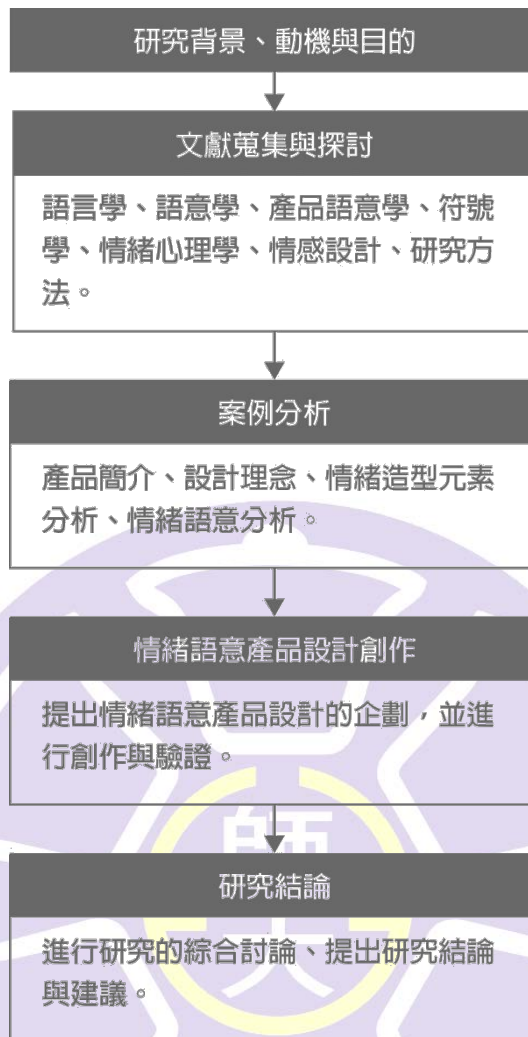 研究背景、動機與目的
文獻蒐集與探討
語言學、語意學、產品語意學、符號
學、情緒心理學、情感設計、研究方
法。
案例分析
產品簡介、設計理念、情緒造型元素
分析、情緒語意分析。
情緒語意產品設計創作
提出情緒語意產品設計的企劃，並進
行創作與驗證。
師
研究結論
進行研究的綜合討論、提出研究結論
與建議。
大